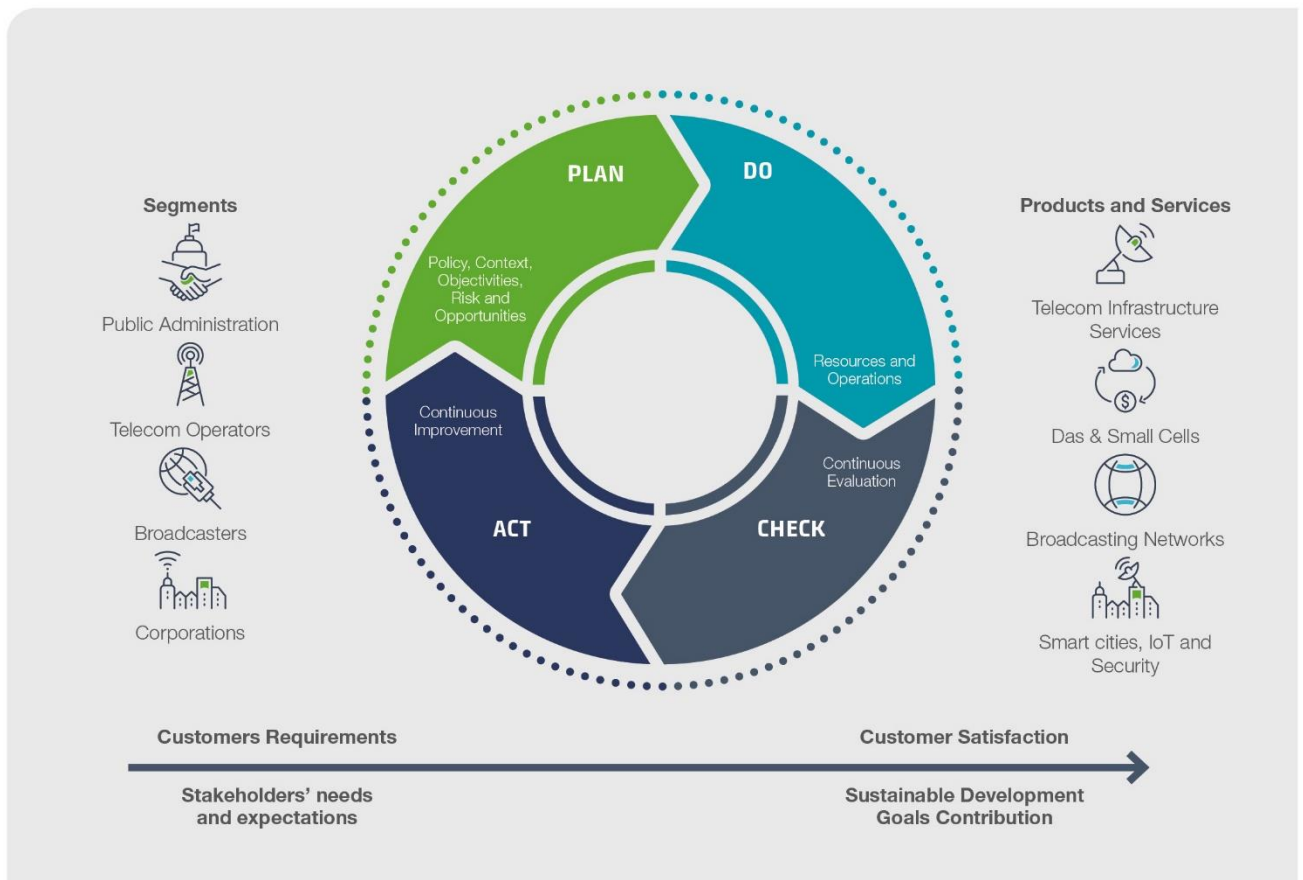 Segments
Public Administration
Telecom Operators
Broadcasters
Corporations
PLAN
Policy, Context,
Objectivities,
Risk and
Opportunities
DO
Resources and
Operations
Continuous
Evaluation
CHECK
Continuous
Improvement
ACT
Products and Services
Telecom Infrastructure
Services
$
Das & Small Cells
Broadcasting Networks
Smart cities, IoT and
Security
Customers Requirements
Customer Satisfaction
Stakeholders’ needs
and expectations
Sustainable Development
Goals Contribution